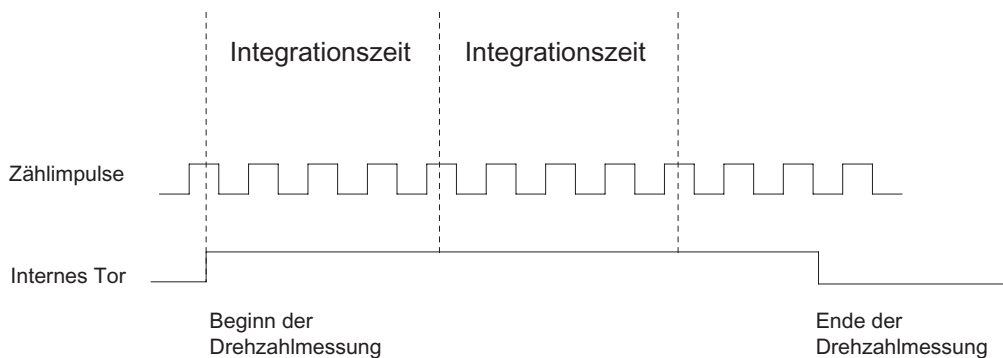 Integrationszeit Integrationszeit
Zählimpulse
Internes Tor
Beginn der Drehzahlmessung
Ende der Drehzahlmessung